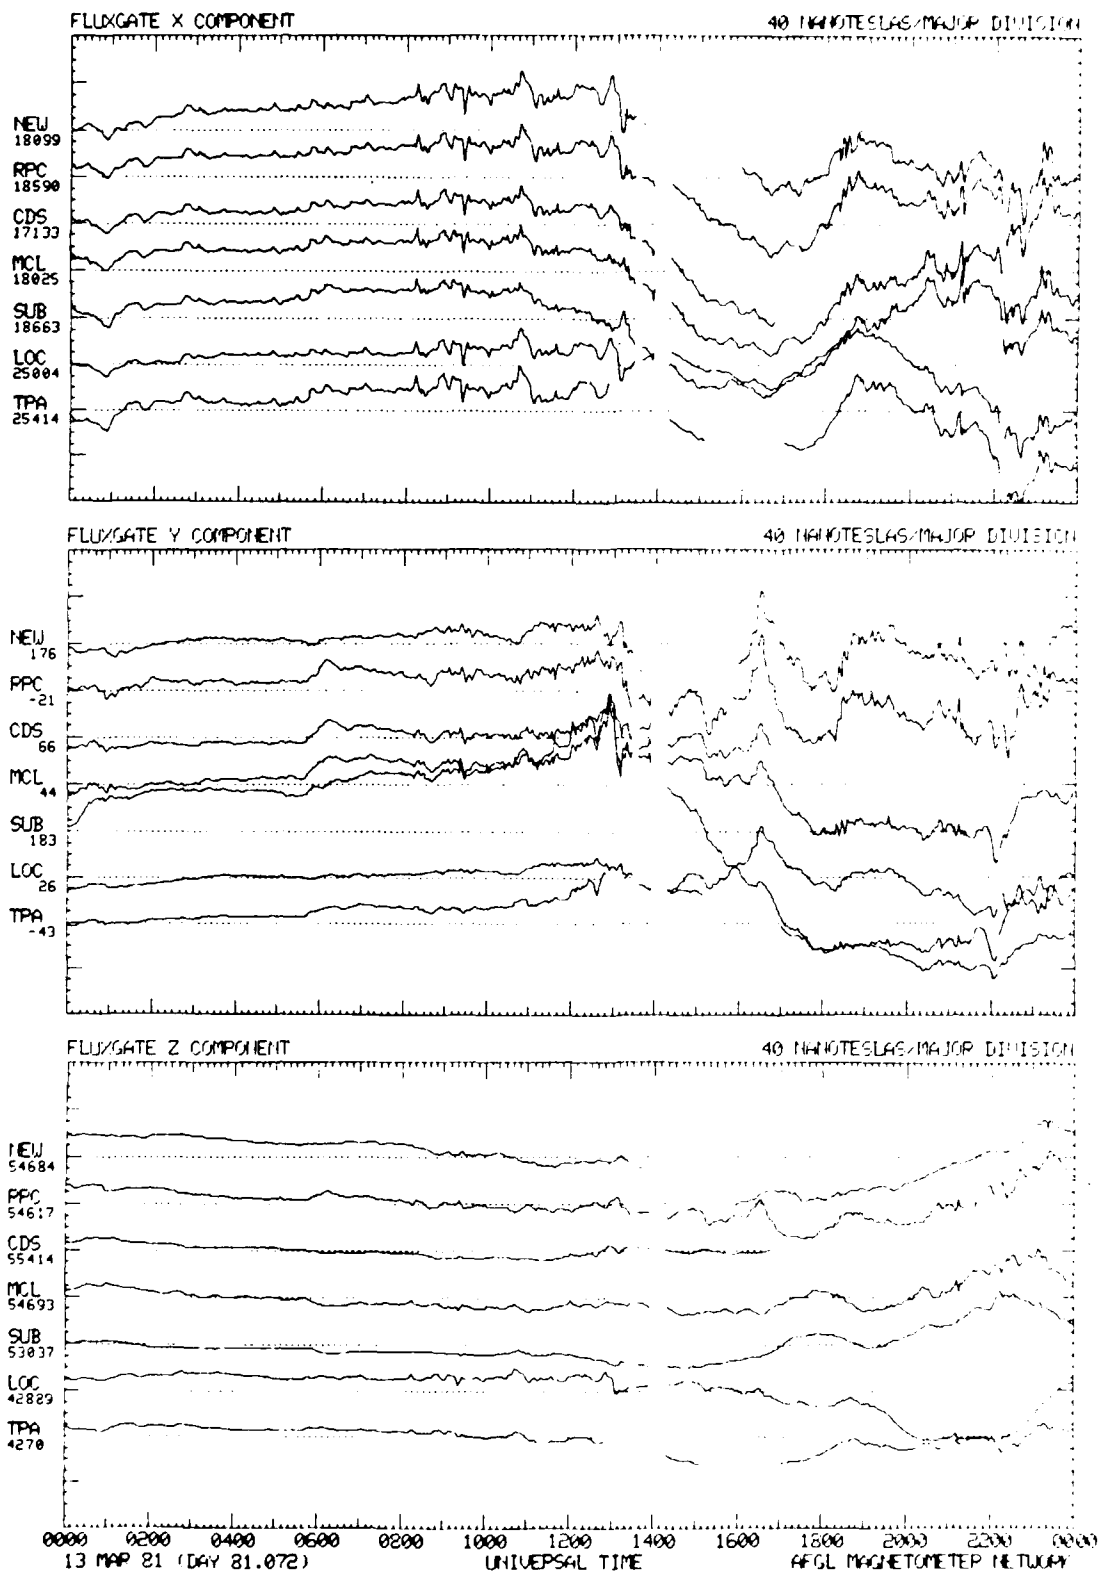 FLUXGATE X COMPONENT
40 NANOTESLAS/MAJOR DIVISION
NEW
18099
RPC
18590
CDS
17133
MCL
18025
SUB
18663
LOC
25004
TPA
25414
FLUXGATE Y COMPONENT
40 NANOTESLAS/MAJOR DIVISION
NEW
176
RPC
-21
CDS
66
MCL
44
SUB
183
LOC
26
TPA
-43
FLUXGATE Z COMPONENT
40 NANOTESLAS/MAJOR DIVISION
NEW
54684
RPC
54617
CDS
55414
MCL
54693
SUB
53037
LOC
42829
TPA
4270
0000 0200 0400 0600 0800 1000 1200 1400 1600 1800 2000 2200 0000
13 MAR 81 (DAY 81.072)
UNIVERSAL TIME
AFGL MAGNETOMETER NETWORK